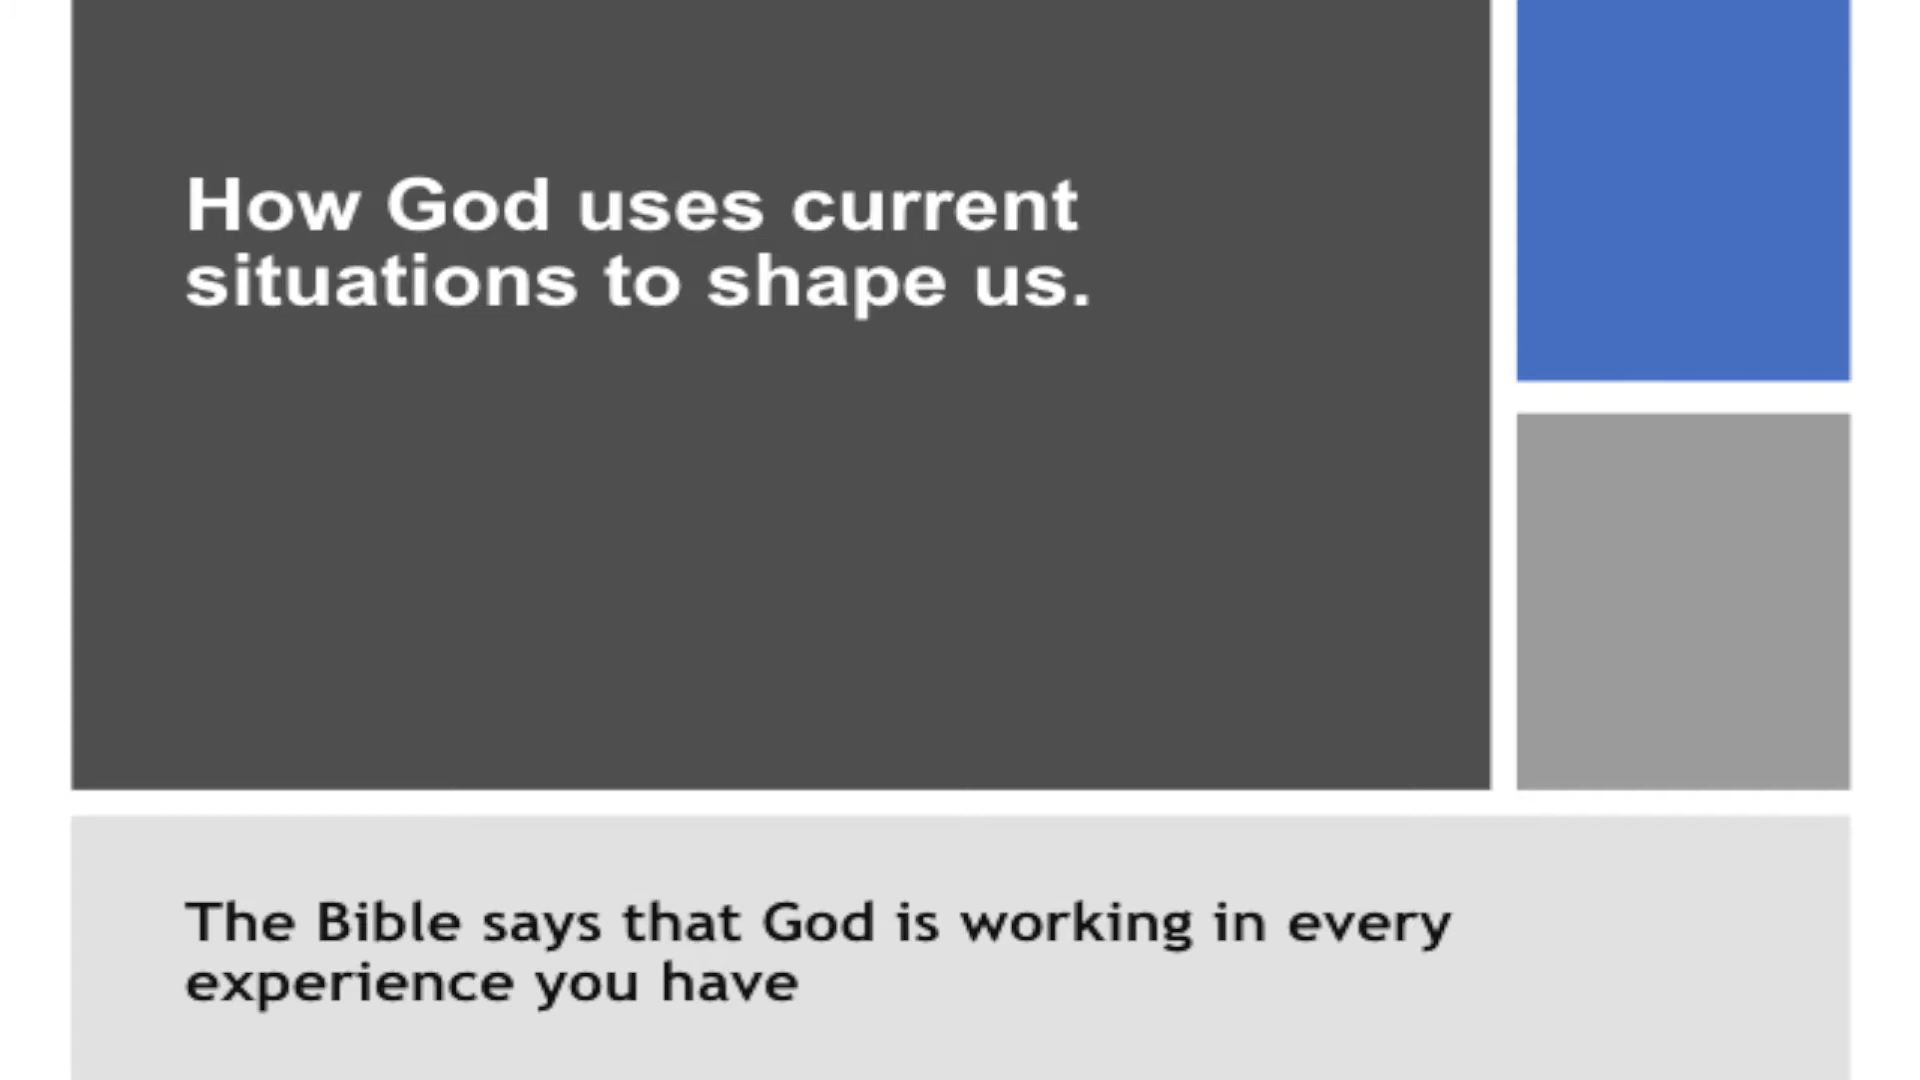 How God uses current
situations to shape us.
The Bible says that God is working in every
experience you have